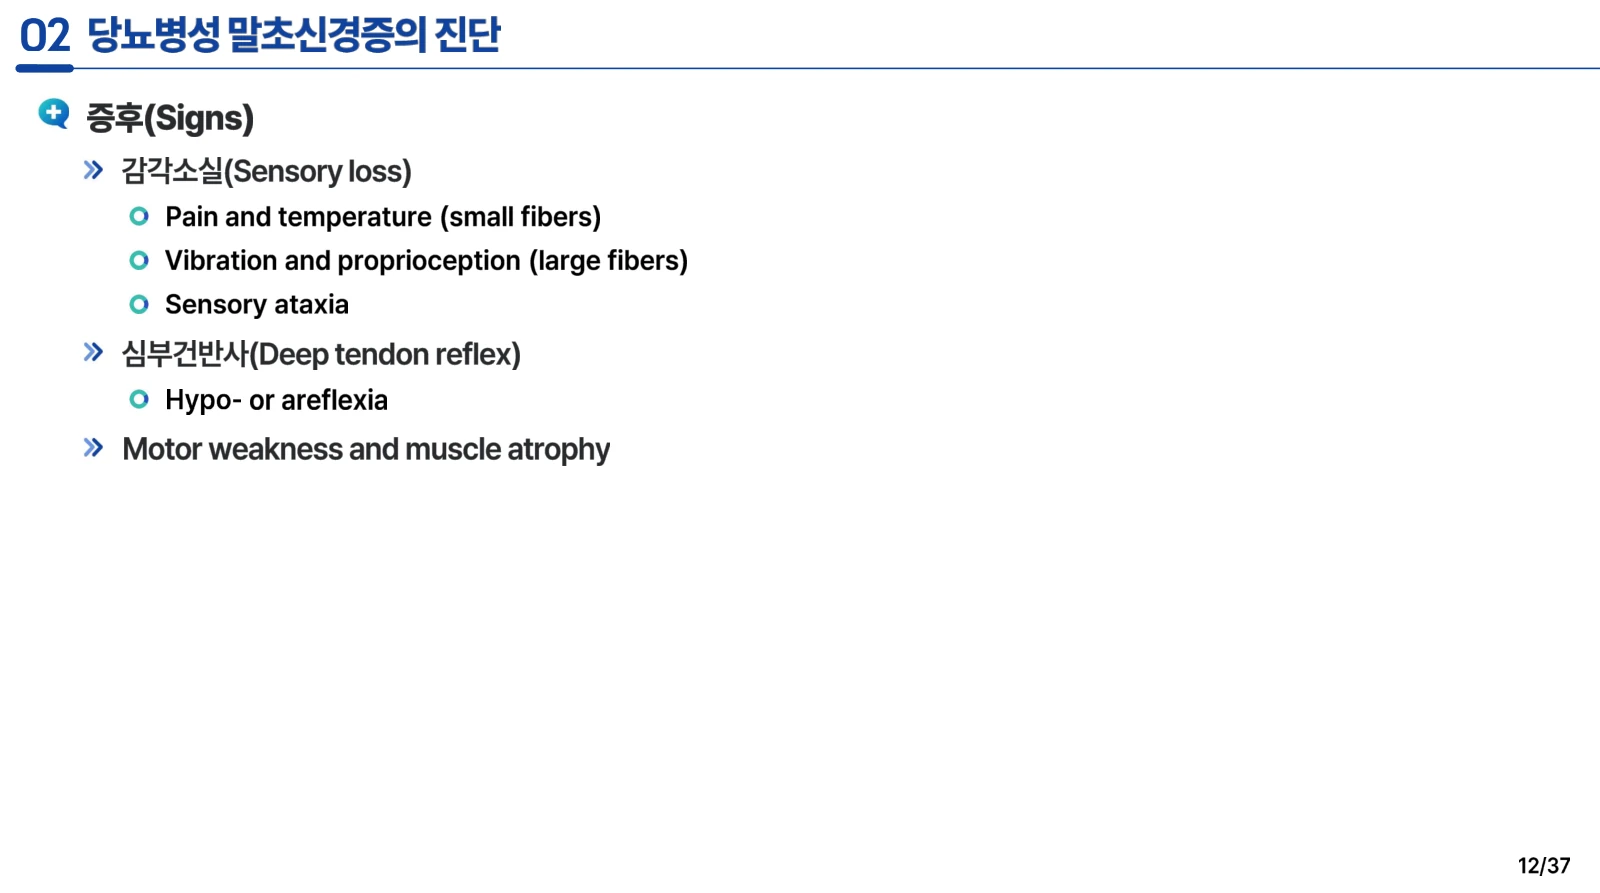 02 당뇨병성 말초신경증의 진단
증후(Signs)
감각소실(Sensory loss)
Pain and temperature (small fibers)
Vibration and proprioception (large fibers)
Sensory ataxia
심부건반사(Deep tendon reflex)
Hypo- or areflexia
Motor weakness and muscle atrophy
12/37